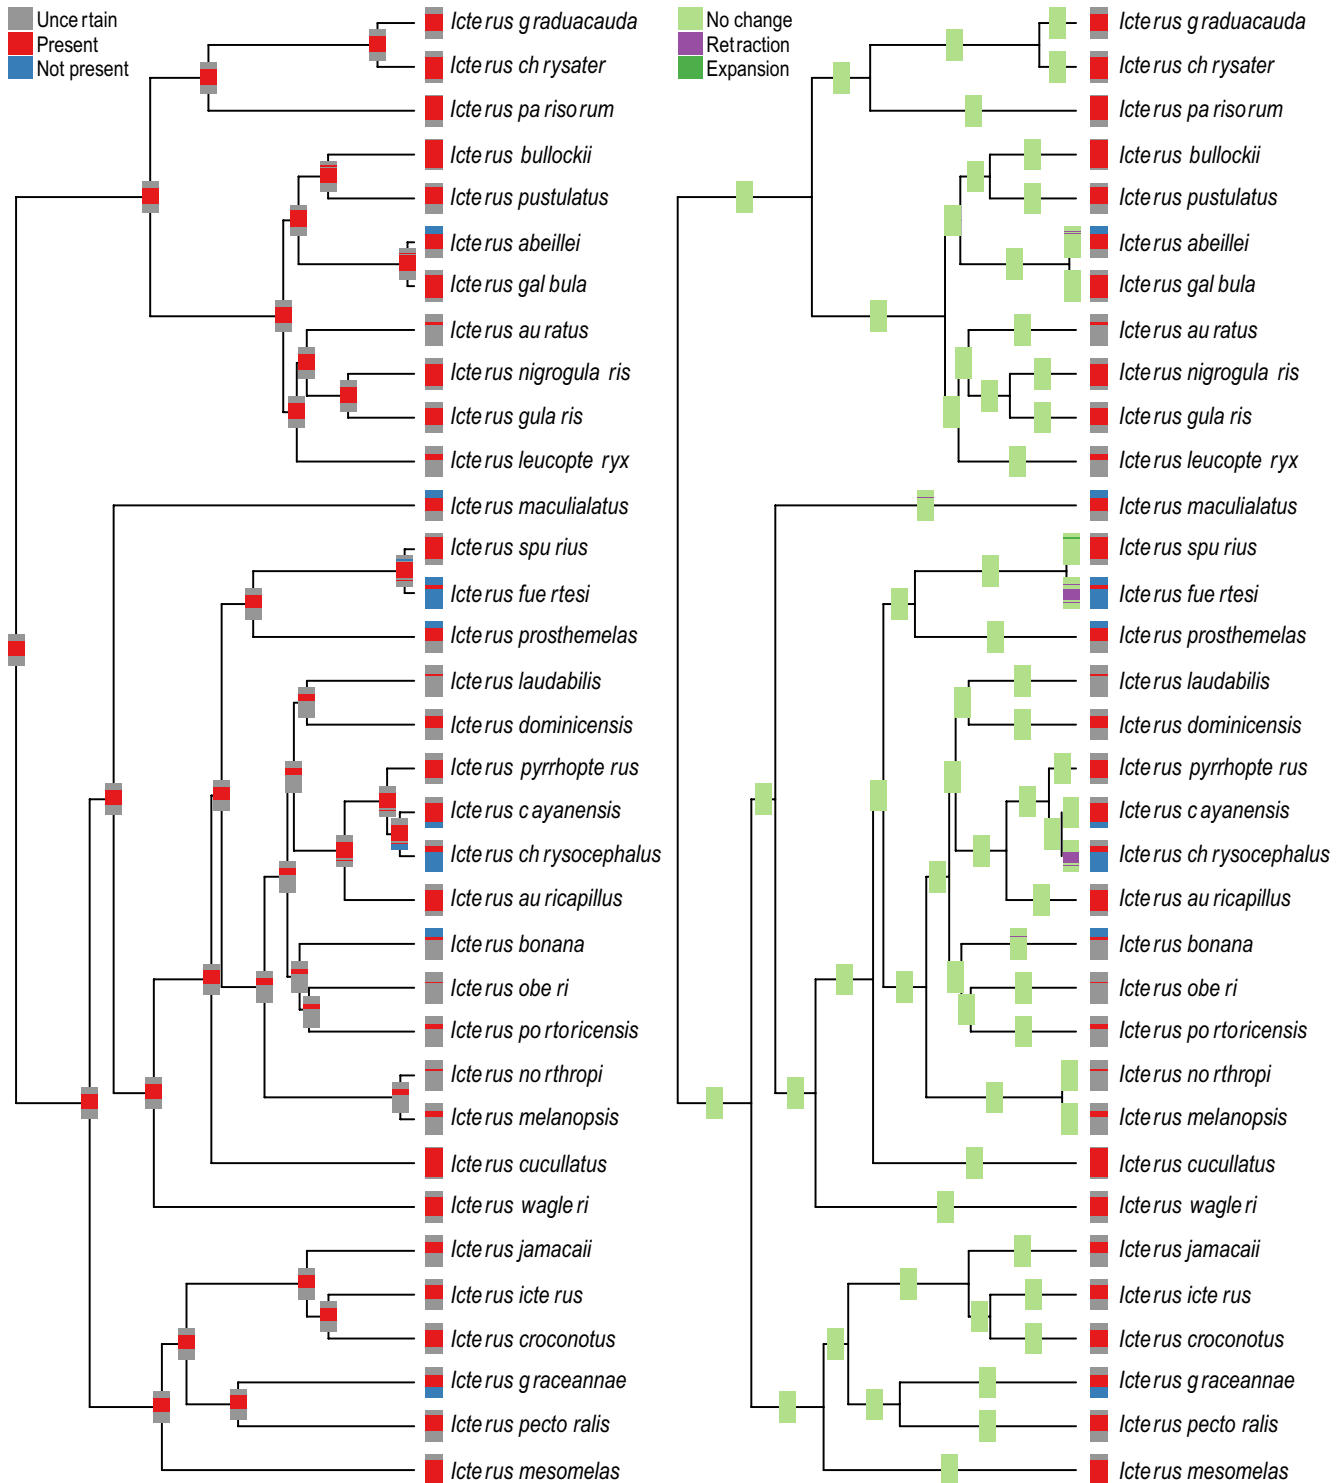 Uncertain
Present
Not present
Icterus graduacauda
Icterus chrysater
Icterus parisorum
Icterus bullockii
Icterus pustulatus
Icterus abeillei
Icterus galbula
Icterus auratus
Icterus nigrogularis
Icterus gularis
Icterus leucopteryx
Icterus maculialatus
Icterus spurius
Icterus fuertesi
Icterus prosthemelas
Icterus laudabilis
Icterus dominicensis
Icterus pyrrhopterus
Icterus cayanensis
Icterus chrysocephalus
Icterus auricapillus
Icterus bonana
Icterus oberi
Icterus portoricensis
Icterus northropi
Icterus melanopsis
Icterus cucullatus
Icterus wagleri
Icterus jamacaii
Icterus icterus
Icterus croconotus
Icterus graceannae
Icterus pectoralis
Icterus mesomelas
No change
Retraction
Expansion
Icterus graduacauda
Icterus chrysater
Icterus parisorum
Icterus bullockii
Icterus pustulatus
Icterus abeillei
Icterus galbula
Icterus auratus
Icterus nigrogularis
Icterus gularis
Icterus leucopteryx
Icterus maculialatus
Icterus spurius
Icterus fuertesi
Icterus prosthemelas
Icterus laudabilis
Icterus dominicensis
Icterus pyrrhopterus
Icterus cayanensis
Icterus chrysocephalus
Icterus auricapillus
Icterus bonana
Icterus oberi
Icterus portoricensis
Icterus northropi
Icterus melanopsis
Icterus cucullatus
Icterus wagleri
Icterus jamacaii
Icterus icterus
Icterus croconotus
Icterus graceannae
Icterus pectoralis
Icterus mesomelas